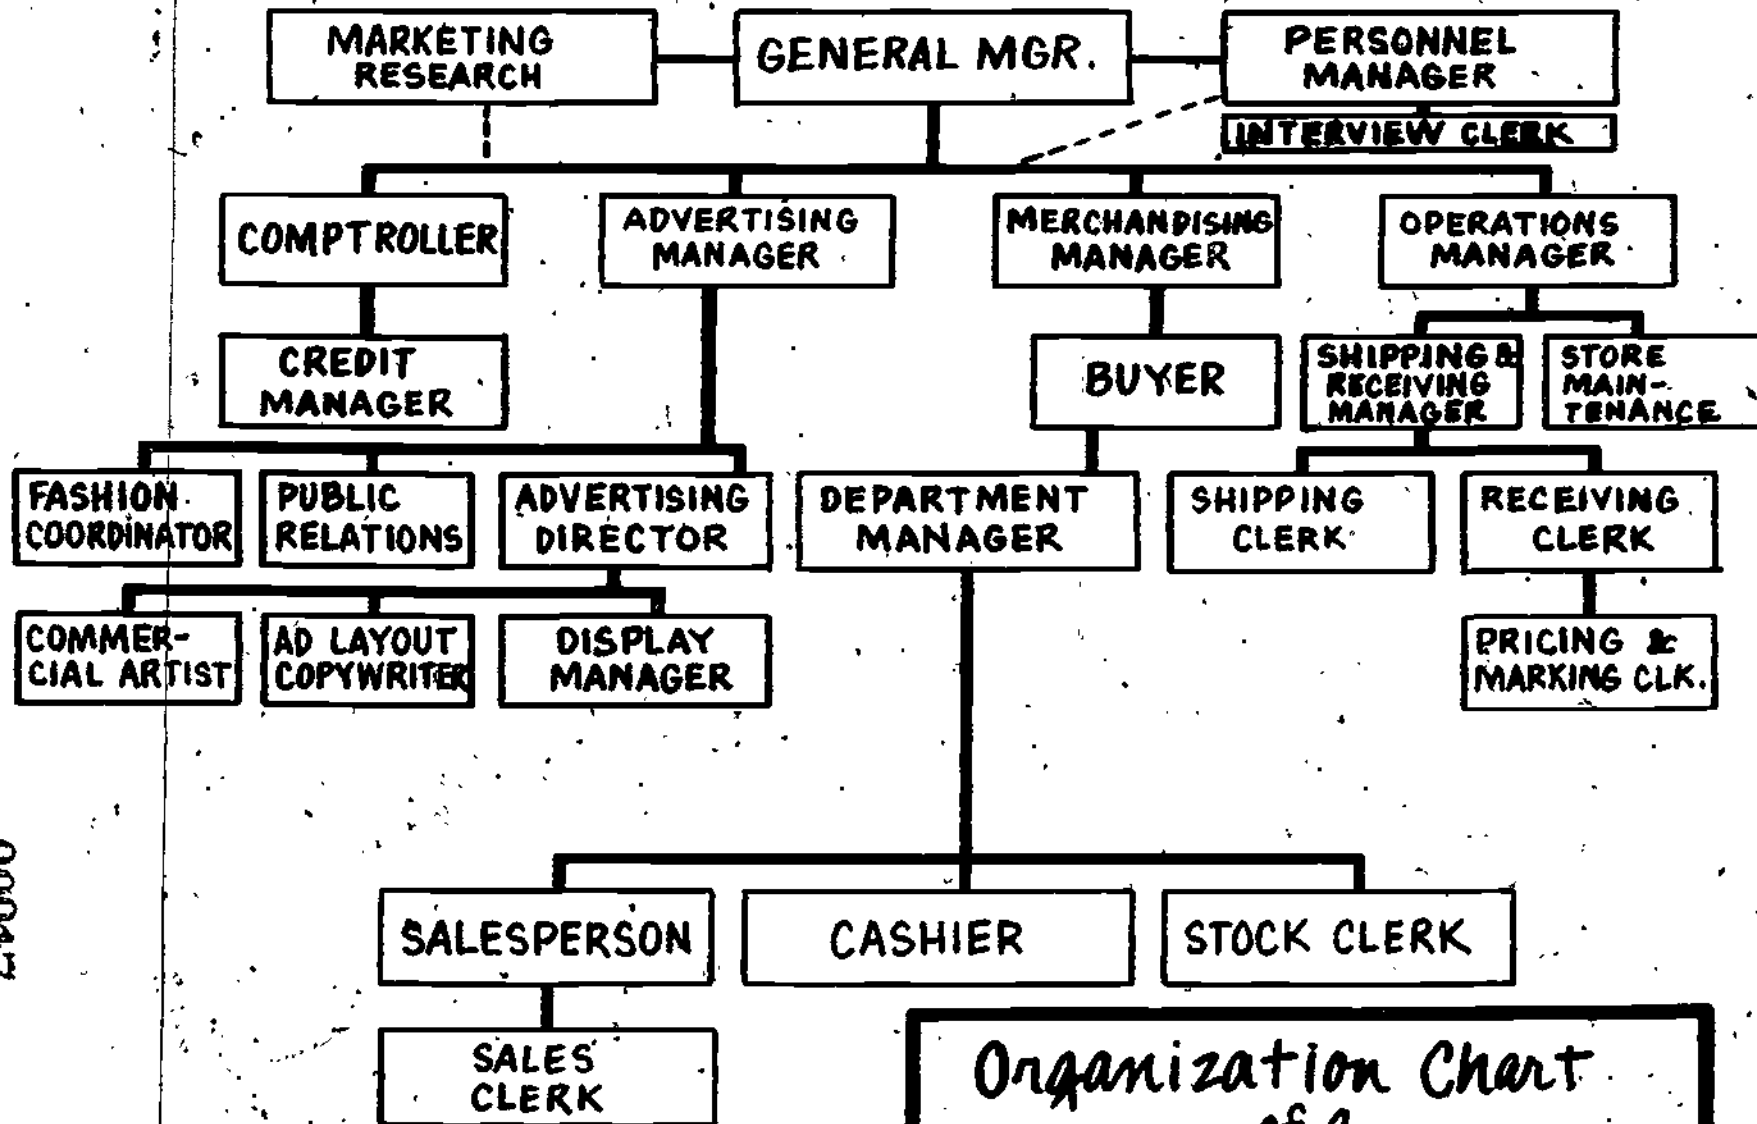 MARKETING
RESEARCH
GENERAL MGR.
PERSONNEL
MANAGER
INTERVIEW CLERK
COMPTROLLER
ADVERTISING
MANAGER
MERCHANDISING
MANAGER
OPERATIONS
MANAGER
CREDIT
MANAGER
BUYER
SHIPPING &
RECEIVING
MANAGER
STORE
MAIN-
TENANCE
FASHION
COORDINATOR
PUBLIC
RELATIONS
ADVERTISING
DIRECTOR
DEPARTMENT
MANAGER
SHIPPING
CLERK
RECEIVING
CLERK
COMMER-
CIAL ARTIST
AD LAYOUT
COPYWRITER
DISPLAY
MANAGER
PRICING &
MARKING CLK.
SALESPERSON
CASHIER
STOCK CLERK
SALES
CLERK
Organization Chart
of a